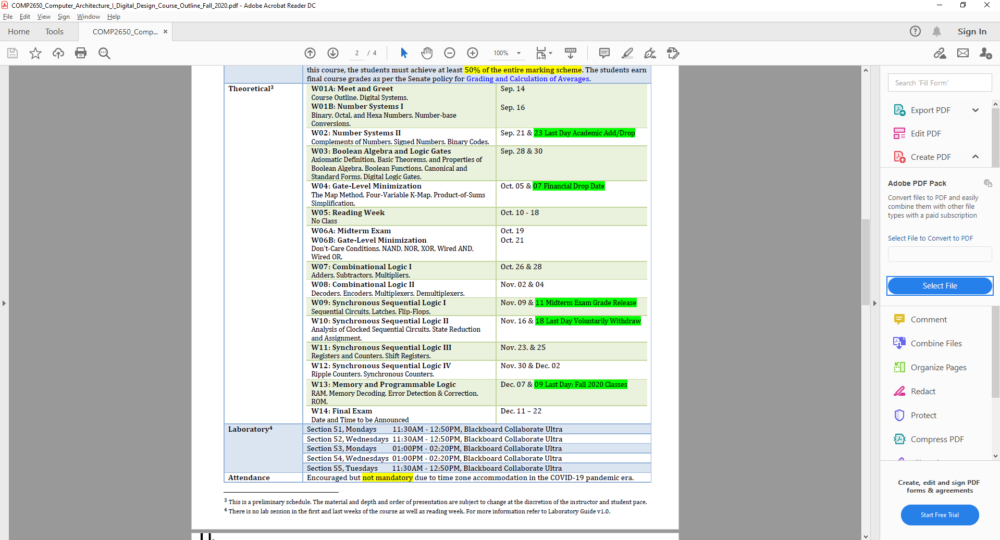 COMP2650_Computer_Architecture_I_Digital_Design_Course_Outline_Fall_2020.pdf - Adobe Acrobat Reader DC
File Edit View Sign Window Help
Home Tools COMP2650_Comp... × Sign In
2 / 4 100%
this course, the students must achieve at least 50% of the entire marking scheme. The students earn
final course grades as per the Senate policy for Grading and Calculation of Averages.
Theoretical³ W01A: Meet and Greet Sep. 14
Course Outline. Digital Systems.
W01B: Number Systems I Sep. 16
Binary, Octal, and Hexa Numbers. Number-base
Conversions.
W02: Number Systems II Sep. 21 & 23 Last Day Academic Add/Drop
Complements of Numbers. Signed Numbers. Binary Codes.
W03: Boolean Algebra and Logic Gates Sep. 28 & 30
Axiomatic Definition, Basic Theorems, and Properties of
Boolean Algebra. Boolean Functions. Canonical and
Standard Forms. Digital Logic Gates.
W04: Gate-Level Minimization Oct. 05 & 07 Financial Drop Date
The Map Method. Four-Variable K-Map. Product-of-Sums
Simplification.
W05: Reading Week Oct. 10 - 18
No Class
W06A: Midterm Exam Oct. 19
W06B: Gate-Level Minimization Oct. 21
Don't-Care Conditions. NAND, NOR, XOR, Wired AND,
Wired OR.
W07: Combinational Logic I Oct. 26 & 28
Adders. Subtractors. Multipliers.
W08: Combinational Logic II Nov. 02 & 04
Decoders. Encoders. Multiplexers. Demultiplexers.
W09: Synchronous Sequential Logic I Nov. 09 & 11 Midterm Exam Grade Release
Sequential Circuits. Latches. Flip-Flops.
W10: Synchronous Sequential Logic II Nov. 16 & 18 Last Day Voluntarily Withdraw
Analysis of Clocked Sequential Circuits. State Reduction
and Assignment.
W11: Synchronous Sequential Logic III Nov. 23. & 25
Registers and Counters. Shift Registers.
W12: Synchronous Sequential Logic IV Nov. 30 & Dec. 02
Ripple Counters. Synchronous Counters.
W13: Memory and Programmable Logic Dec. 07 & 09 Last Day: Fall 2020 Classes
RAM, Memory Decoding. Error Detection & Correction.
ROM.
W14: Final Exam Dec. 11 – 22
Date and Time to be Announced
Laboratory⁴ Section 51, Mondays 11:30AM - 12:50PM, Blackboard Collaborate Ultra
Section 52, Wednesdays 11:30AM - 12:50PM, Blackboard Collaborate Ultra
Section 53, Mondays 01:00PM - 02:20PM, Blackboard Collaborate Ultra
Section 54, Wednesdays 01:00PM - 02:20PM, Blackboard Collaborate Ultra
Section 55, Tuesdays 11:30AM - 12:50PM, Blackboard Collaborate Ultra
Attendance Encouraged but not mandatory due to time zone accommodation in the COVID-19 pandemic era.
³ This is a preliminary schedule. The material and depth and order of presentation are subject to change at the discretion of the instructor and student pace.
⁴ There is no lab session in the first and last weeks of the course as well as reading week. For more information refer to Laboratory Guide v1.0.
Search 'Fill Form'
Export PDF
Edit PDF
Create PDF
Adobe PDF Pack
Convert files to PDF and easily
combine them with other file
types with a paid subscription
Select File to Convert to PDF
Select File
Comment
Combine Files
Organize Pages
Redact
Protect
Compress PDF
Create, edit and sign PDF
forms & agreements
Start Free Trial